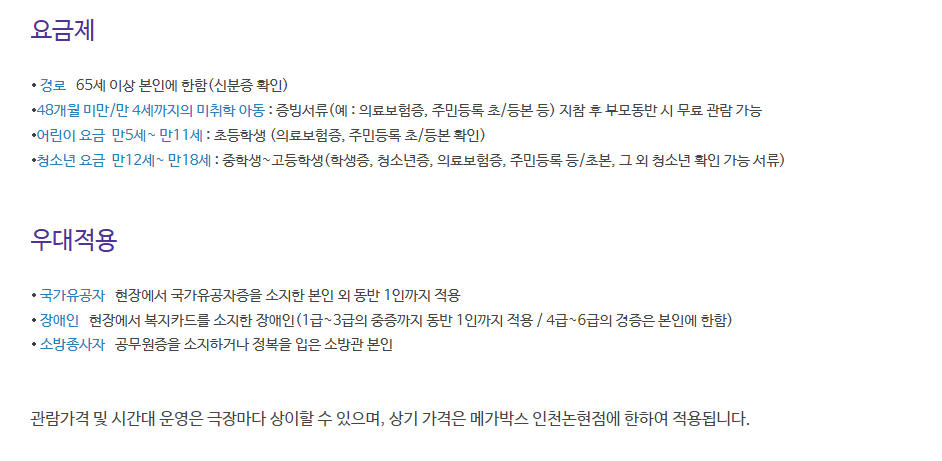 요금제
• 경로 65세 이상 본인에 한함(신분증 확인)
•48개월 미만/만 4세까지의 미취학 아동 : 증빙서류(예 : 의료보험증, 주민등록 초/등본 등) 지참 후 부모동반 시 무료 관람 가능
•어린이 요금 만5세~ 만11세 : 초등학생 (의료보험증, 주민등록 초/등본 확인)
•청소년 요금 만12세~ 만18세 : 중학생~고등학생(학생증, 청소년증, 의료보험증, 주민등록 등/초본, 그 외 청소년 확인 가능 서류)
우대적용
• 국가유공자 현장에서 국가유공자증을 소지한 본인 외 동반 1인까지 적용
• 장애인 현장에서 복지카드를 소지한 장애인(1급~3급의 중증까지 동반 1인까지 적용 / 4급~6급의 경증은 본인에 한함)
• 소방종사자 공무원증을 소지하거나 정복을 입은 소방관 본인
관람가격 및 시간대 운영은 극장마다 상이할 수 있으며, 상기 가격은 메가박스 인천논현점에 한하여 적용됩니다.